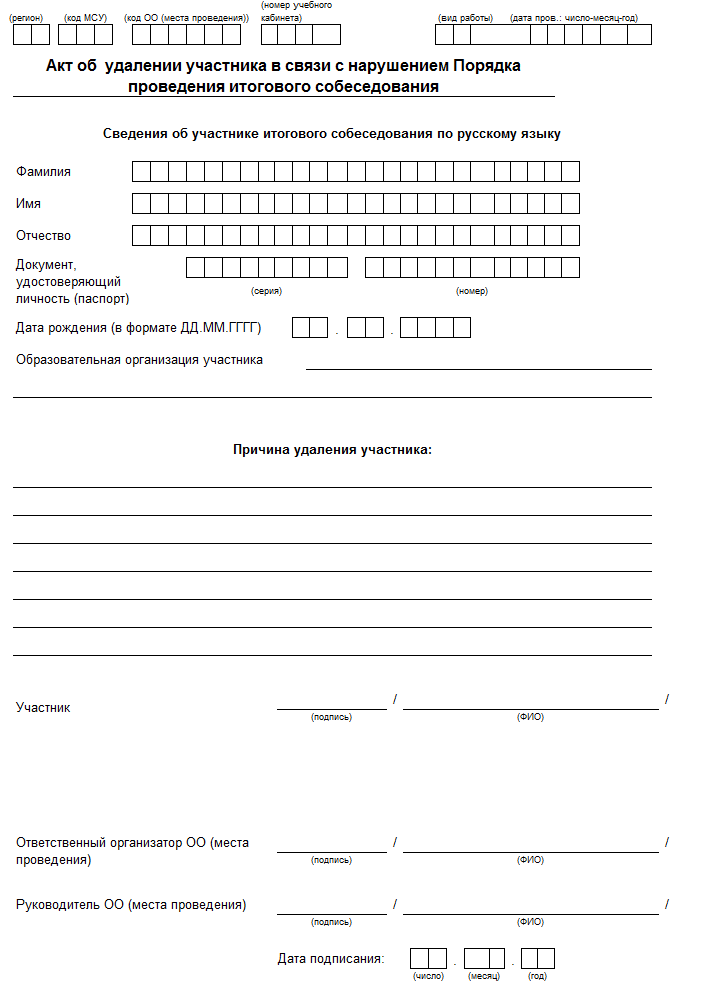 (номер учебного
(регион) (код МСУ) (код ОО (места проведения)) кабинета) (вид работы) (дата пров.: число-месяц-год)
Акт об удалении участника в связи с нарушением Порядка
проведения итогового собеседования
Сведения об участнике итогового собеседования по русскому языку
Фамилия
Имя
Отчество
Документ,
удостоверяющий
личность (паспорт)
(серия) (номер)
Дата рождения (в формате ДД.ММ.ГГГГ) . .
Образовательная организация участника
Причина удаления участника:
Участник / /
(подпись) (ФИО)
Ответственный организатор ОО (места / /
проведения) (подпись) (ФИО)
Руководитель ОО (места проведения) / /
(подпись) (ФИО)
Дата подписания: . .
(число) (месяц) (год)